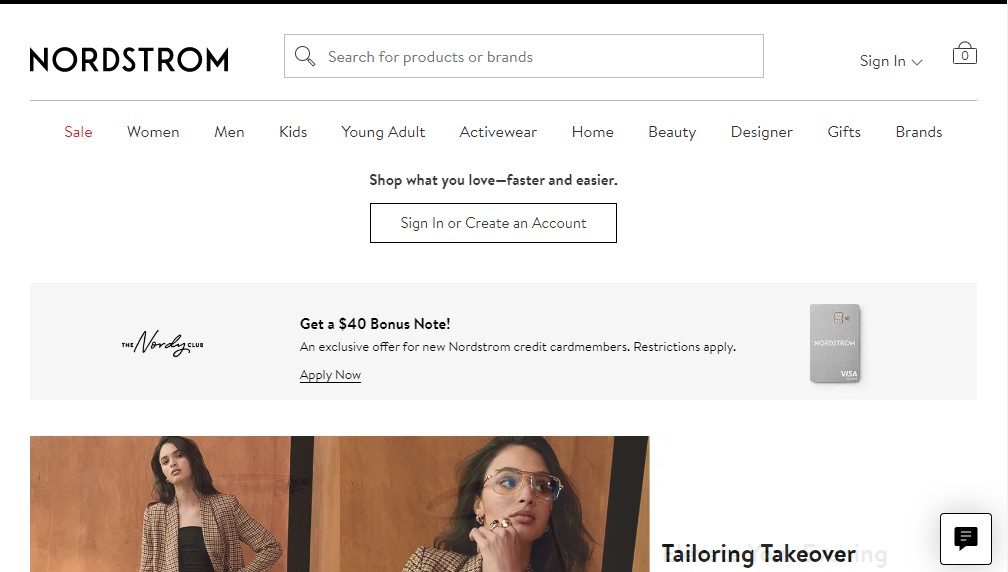 NORDSTROM
Search for products or brands
Sign In
0
Sale Women Men Kids Young Adult Activewear Home Beauty Designer Gifts Brands
Shop what you love—faster and easier.
Sign In or Create an Account
THE Nordy CLUB
Get a $40 Bonus Note!
An exclusive offer for new Nordstrom credit cardmembers. Restrictions apply.
Apply Now
NORDSTROM
VISA
Tailoring Takeover